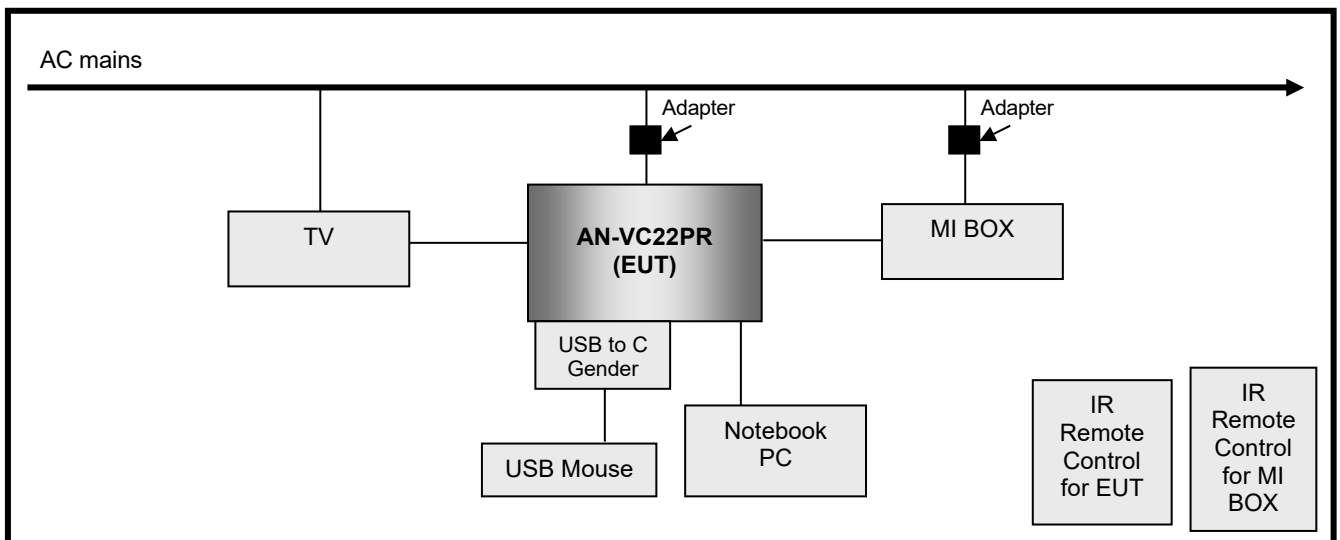 AC mains
Adapter
Adapter
TV
AN-VC22PR
(EUT)
MI BOX
USB to C
Gender
USB Mouse
Notebook
PC
IR
Remote
Control
for EUT
IR
Remote
Control
for MI
BOX